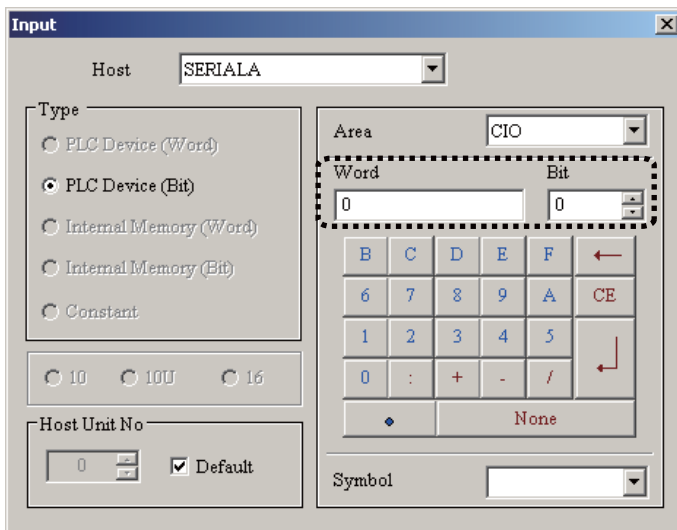 Input
Host SERIALA
Type
PLC Device (Word)
PLC Device (Bit)
Internal Memory (Word)
Internal Memory (Bit)
Constant
10 10U 16
Host Unit No
0 Default
Area CIO
Word Bit
0 0
B C D E F ←
6 7 8 9 A CE
1 2 3 4 5
0 : + - /
None
Symbol